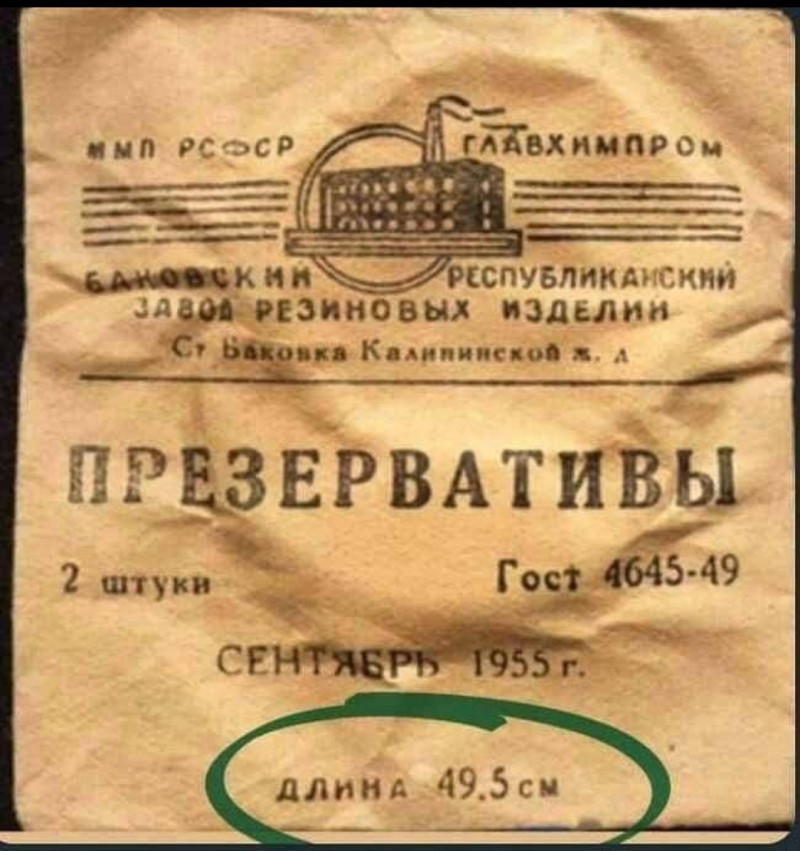 ММП РСФСР ГЛАВХИМПРОМ
БАКОВСКИЙ РЕСПУБЛИКАНСКИЙ
ЗАВОД РЕЗИНОВЫХ ИЗДЕЛИЙ
Ст Баковка Калининской ж. д
ПРЕЗЕРВАТИВЫ
2 штуки Гост 4645-49
СЕНТЯБРЬ 1955 г.
ДЛИНА 49.5 см